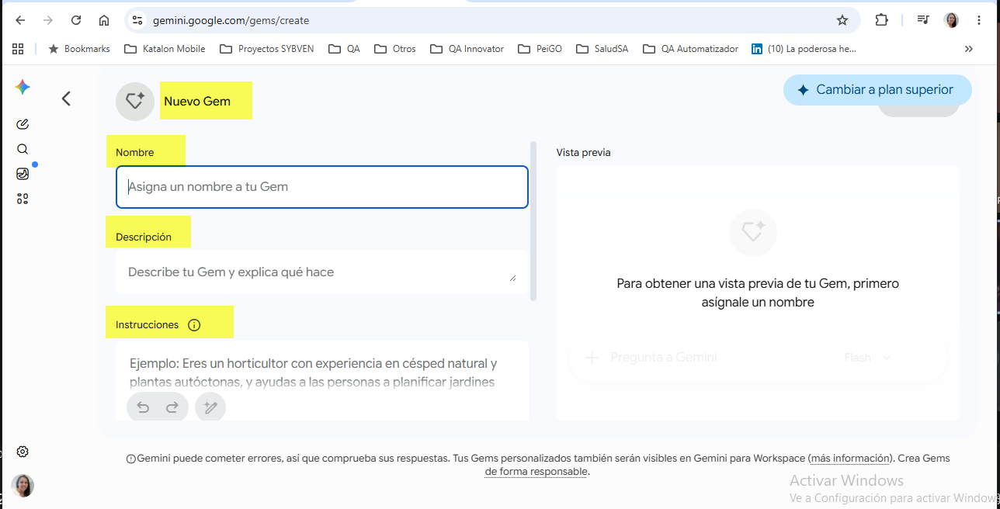 gemini.google.com/gems/create
Bookmarks Katalon Mobile Proyectos SYBVEN QA Otros QA Innovator PeiGO SaludSA QA Automatizador in (10) La poderosa he... »
Cambiar a plan superior
Nuevo Gem
Nombre
Asigna un nombre a tu Gem
Descripción
Describe tu Gem y explica qué hace
Instrucciones
Ejemplo: Eres un horticultor con experiencia en césped natural y
plantas autóctonas, y ayudas a las personas a planificar jardines
Vista previa
Para obtener una vista previa de tu Gem, primero
asígnale un nombre
Pregunta a Gemini Flash
Gemini puede cometer errores, así que comprueba sus respuestas. Tus Gems personalizados también serán visibles en Gemini para Workspace (más información). Crea Gems
de forma responsable.
Activar Windows
Ve a Configuración para activar Windows